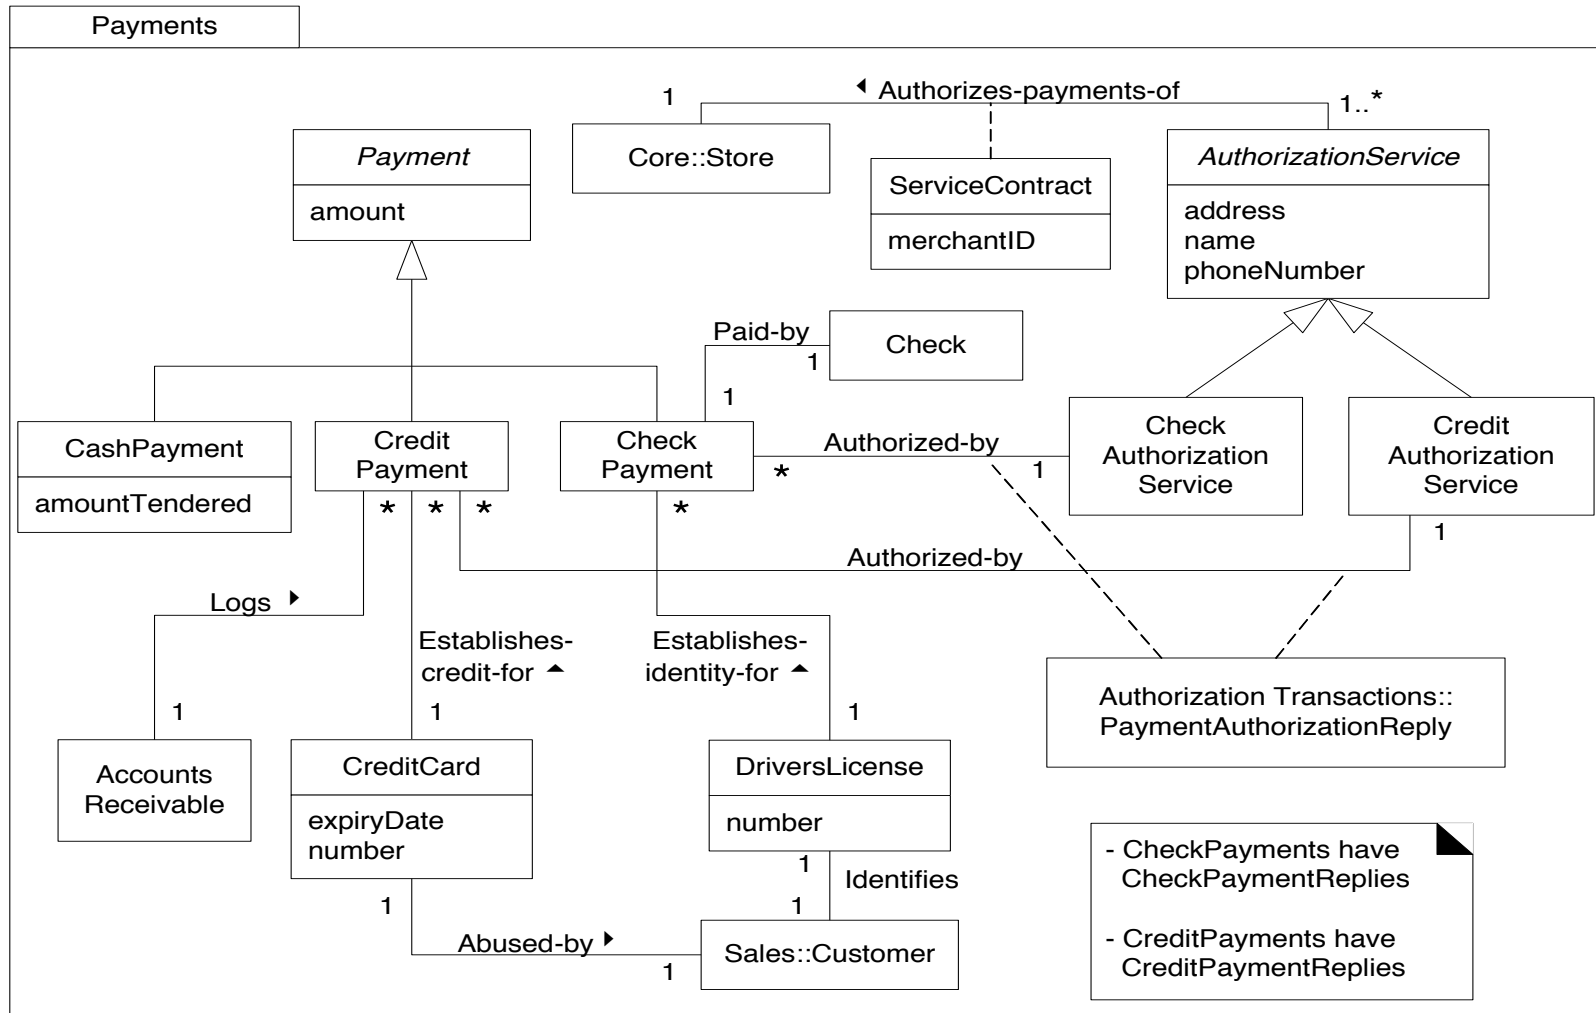 Payments
Authorizes-payments-of
1
1..*
Payment
amount
Core::Store
ServiceContract
merchantID
AuthorizationService
address
name
phoneNumber
Paid-by
1
Check
1
CashPayment
amountTendered
Credit
Payment
Check
Payment
Authorized-by
*
1
Check
Authorization
Service
Credit
Authorization
Service
*
*
*
*
1
Authorized-by
Logs
Establishes-
credit-for
Establishes-
identity-for
1
1
1
Authorization Transactions::
PaymentAuthorizationReply
Accounts
Receivable
CreditCard
expiryDate
number
DriversLicense
number
1
1
Identifies
1
Abused-by
1
Sales::Customer
- CheckPayments have
CheckPaymentReplies
- CreditPayments have
CreditPaymentReplies